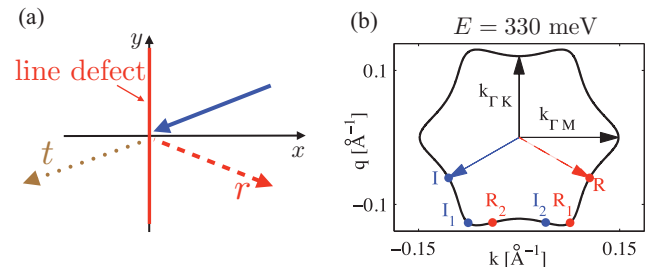 (a)
y
line defect
x
t
r
(b)
E = 330 meV
0.1
k_ΓK
k_ΓM
q [Å⁻¹]
I
R
I₁
R₂
I₂
R₁
−0.1
−0.15
0
0.15
k [Å⁻¹]